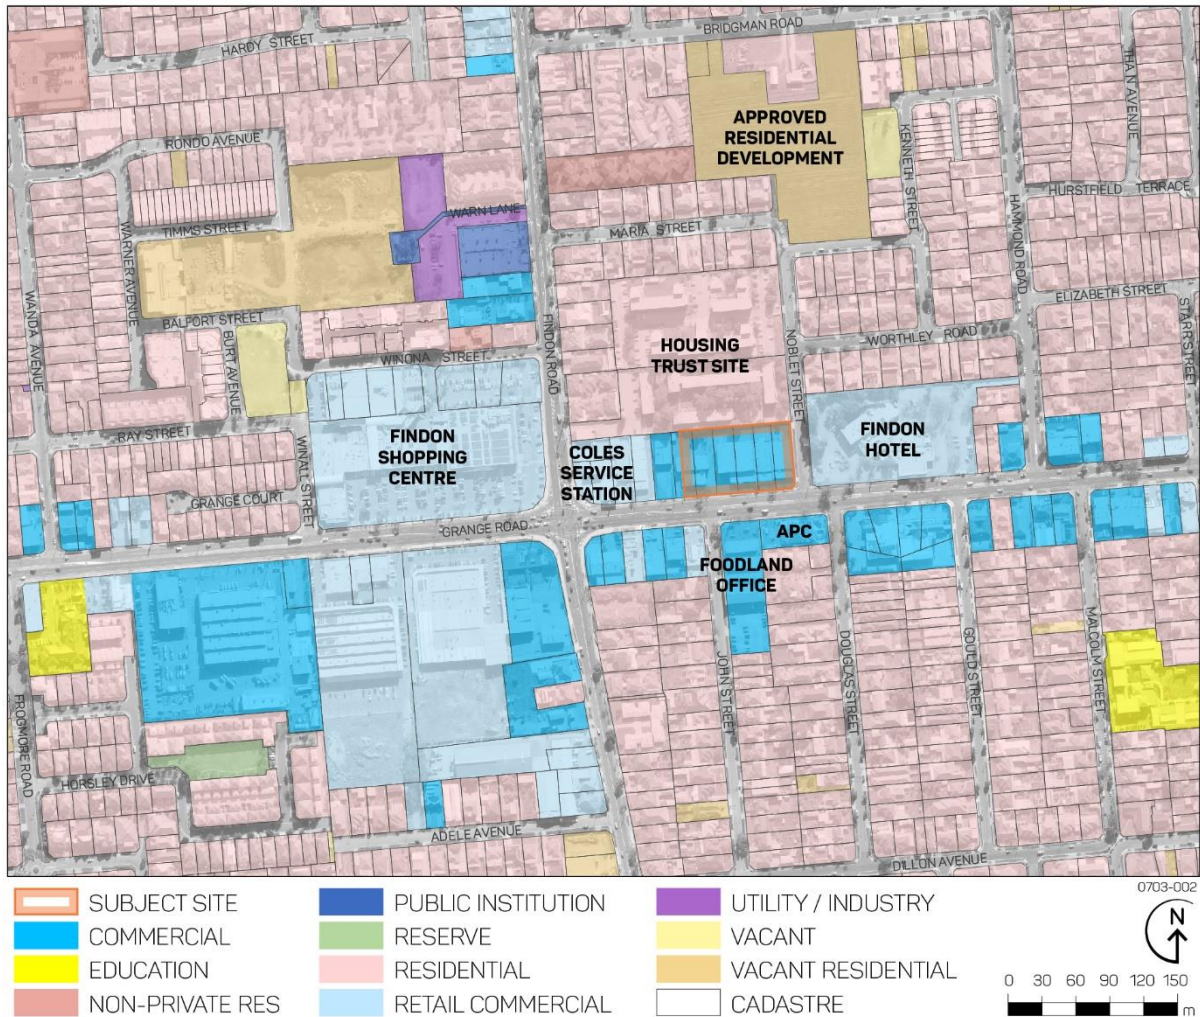 BRIDGMAN ROAD
HARDY STREET
THAN AVENUE
APPROVED
RESIDENTIAL
DEVELOPMENT
RONDO AVENUE
KENNETH STREET
HURSTFIELD TERRACE
WARN LANE
TIMMS STREET
MARIA STREET
WARNER AVENUE
HAMMOND ROAD
WANDA AVENUE
BALFORT STREET
ELIZABETH STREET
STARR STREET
FINDON ROAD
BURT AVENUE
WINONA STREET
NOBLET STREET
WORTHLEY ROAD
HOUSING
TRUST SITE
RAY STREET
FINDON
SHOPPING
CENTRE
FINDON
HOTEL
COLES
SERVICE
STATION
WINALL STREET
GRANGE COURT
GRANGE ROAD
APC
FOODLAND
OFFICE
FROGMORE ROAD
JOHN STREET
DOUGLAS STREET
GOULD STREET
MALCOLM STREET
HORSLEY DRIVE
ADELE AVENUE
DILLON AVENUE
0703-002
SUBJECT SITE
PUBLIC INSTITUTION
UTILITY / INDUSTRY
COMMERCIAL
RESERVE
VACANT
EDUCATION
RESIDENTIAL
VACANT RESIDENTIAL
NON-PRIVATE RES
RETAIL COMMERCIAL
CADASTRE
N
0 30 60 90 120 150
m